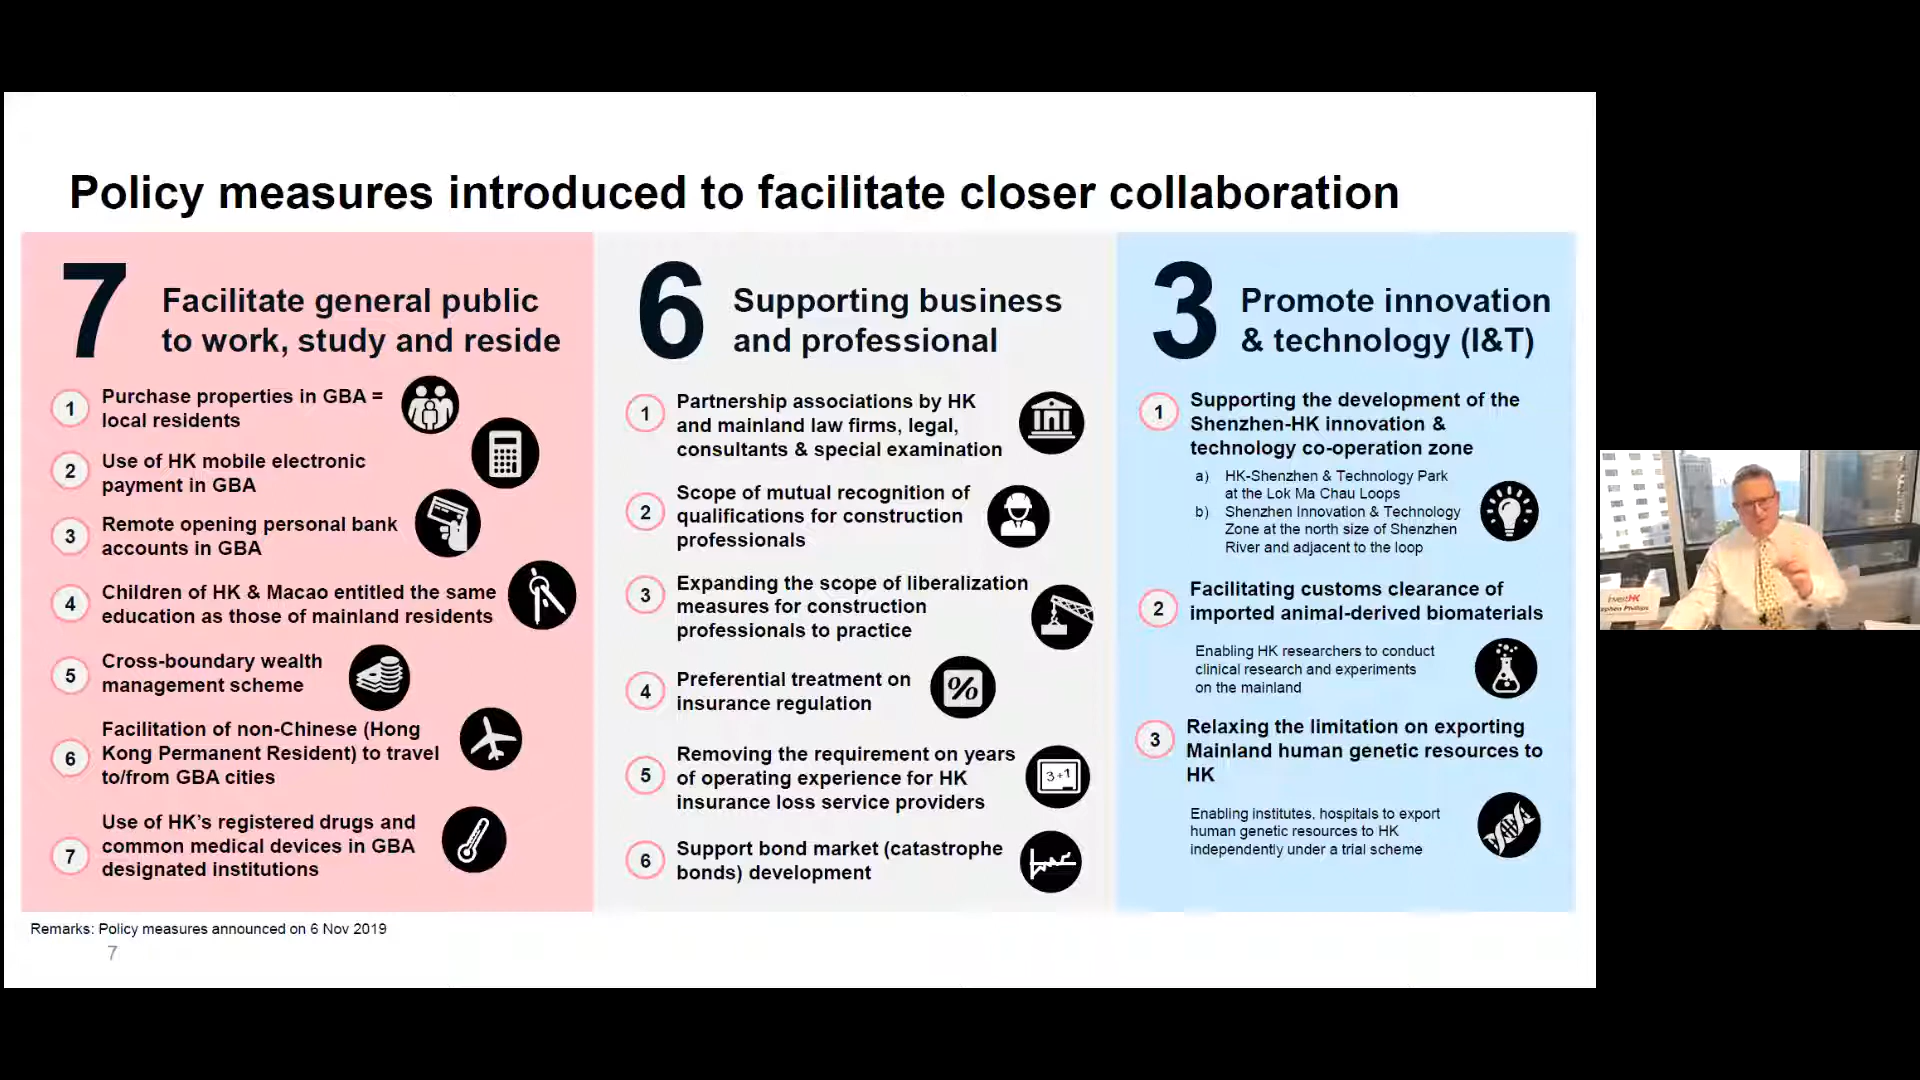 Policy measures introduced to facilitate closer collaboration
7
Facilitate general public
to work, study and reside
1
Purchase properties in GBA =
local residents
2
Use of HK mobile electronic
payment in GBA
3
Remote opening personal bank
accounts in GBA
4
Children of HK & Macao entitled the same
education as those of mainland residents
5
Cross-boundary wealth
management scheme
6
Facilitation of non-Chinese (Hong
Kong Permanent Resident) to travel
to/from GBA cities
7
Use of HK's registered drugs and
common medical devices in GBA
designated institutions
6
Supporting business
and professional
1
Partnership associations by HK
and mainland law firms, legal,
consultants & special examination
2
Scope of mutual recognition of
qualifications for construction
professionals
3
Expanding the scope of liberalization
measures for construction
professionals to practice
4
Preferential treatment on
insurance regulation
%
5
Removing the requirement on years
of operating experience for HK
insurance loss service providers
3+1
6
Support bond market (catastrophe
bonds) development
3
Promote innovation
& technology (I&T)
1
Supporting the development of the
Shenzhen-HK innovation &
technology co-operation zone
a) HK-Shenzhen & Technology Park
at the Lok Ma Chau Loops
b) Shenzhen Innovation & Technology
Zone at the north size of Shenzhen
River and adjacent to the loop
2
Facilitating customs clearance of
imported animal-derived biomaterials
Enabling HK researchers to conduct
clinical research and experiments
on the mainland
3
Relaxing the limitation on exporting
Mainland human genetic resources to
HK
Enabling institutes, hospitals to export
human genetic resources to HK
independently under a trial scheme
Remarks: Policy measures announced on 6 Nov 2019
7
InvestHK
Stephen Phillips